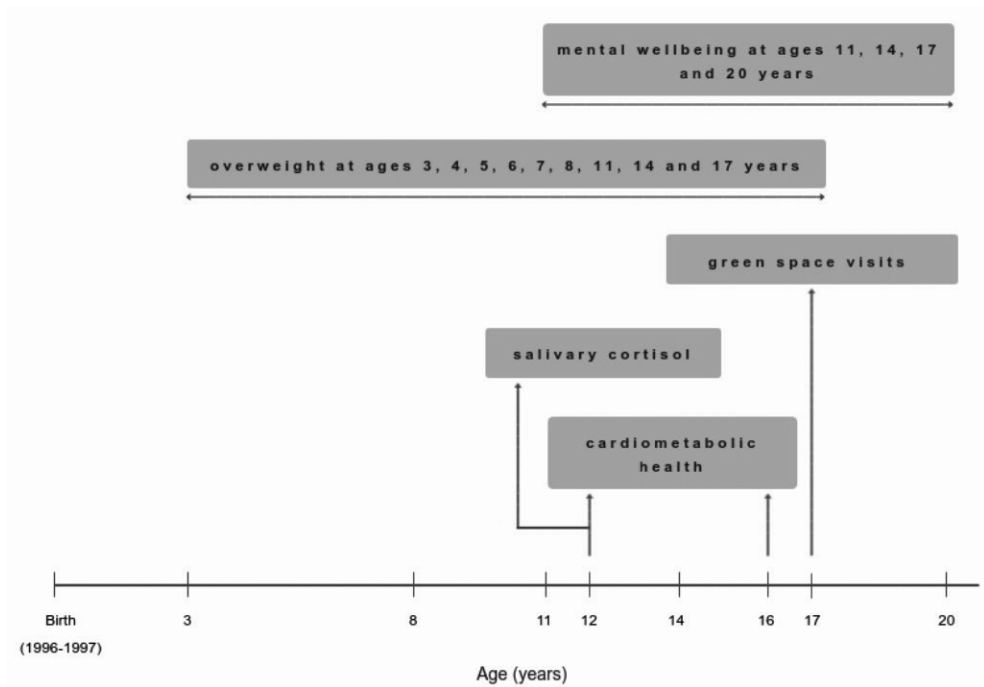 mental wellbeing at ages 11, 14, 17
and 20 years
overweight at ages 3, 4, 5, 6, 7, 8, 11, 14 and 17 years
green space visits
salivary cortisol
cardiometabolic
health
Birth 3 8 11 12 14 16 17 20
(1996-1997)
Age (years)